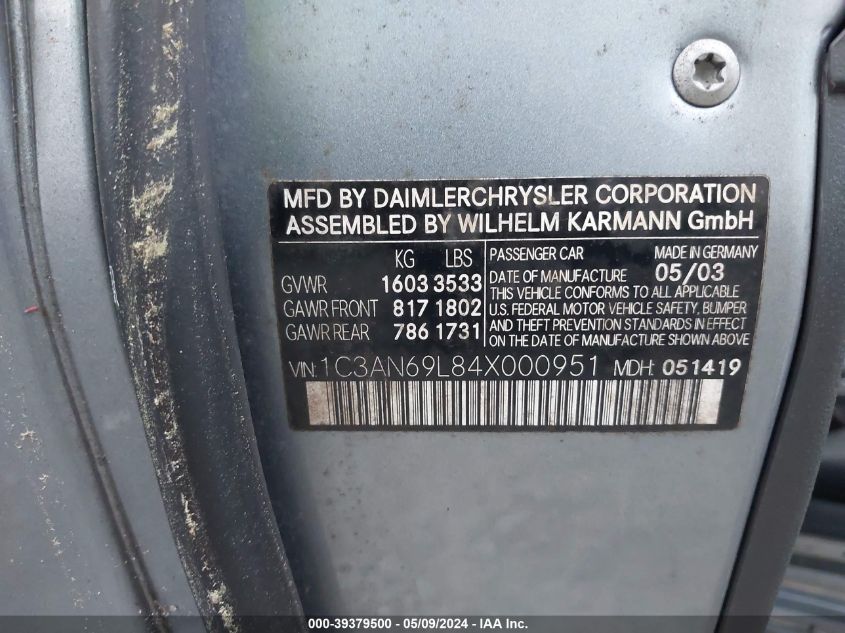 MFD BY DAIMLERCHRYSLER CORPORATION
ASSEMBLED BY WILHELM KARMANN GmbH
KG LBS
GVWR 1603 3533
GAWR FRONT 817 1802
GAWR REAR 786 1731
PASSENGER CAR MADE IN GERMANY
DATE OF MANUFACTURE 05/03
THIS VEHICLE CONFORMS TO ALL APPLICABLE
U.S. FEDERAL MOTOR VEHICLE SAFETY, BUMPER
AND THEFT PREVENTION STANDARDS IN EFFECT
ON THE DATE OF MANUFACTURE SHOWN ABOVE.
VIN: 1C3AN69L84X000951 MDH: 051419
000-39379500 - 05/09/2024 - IAA Inc.